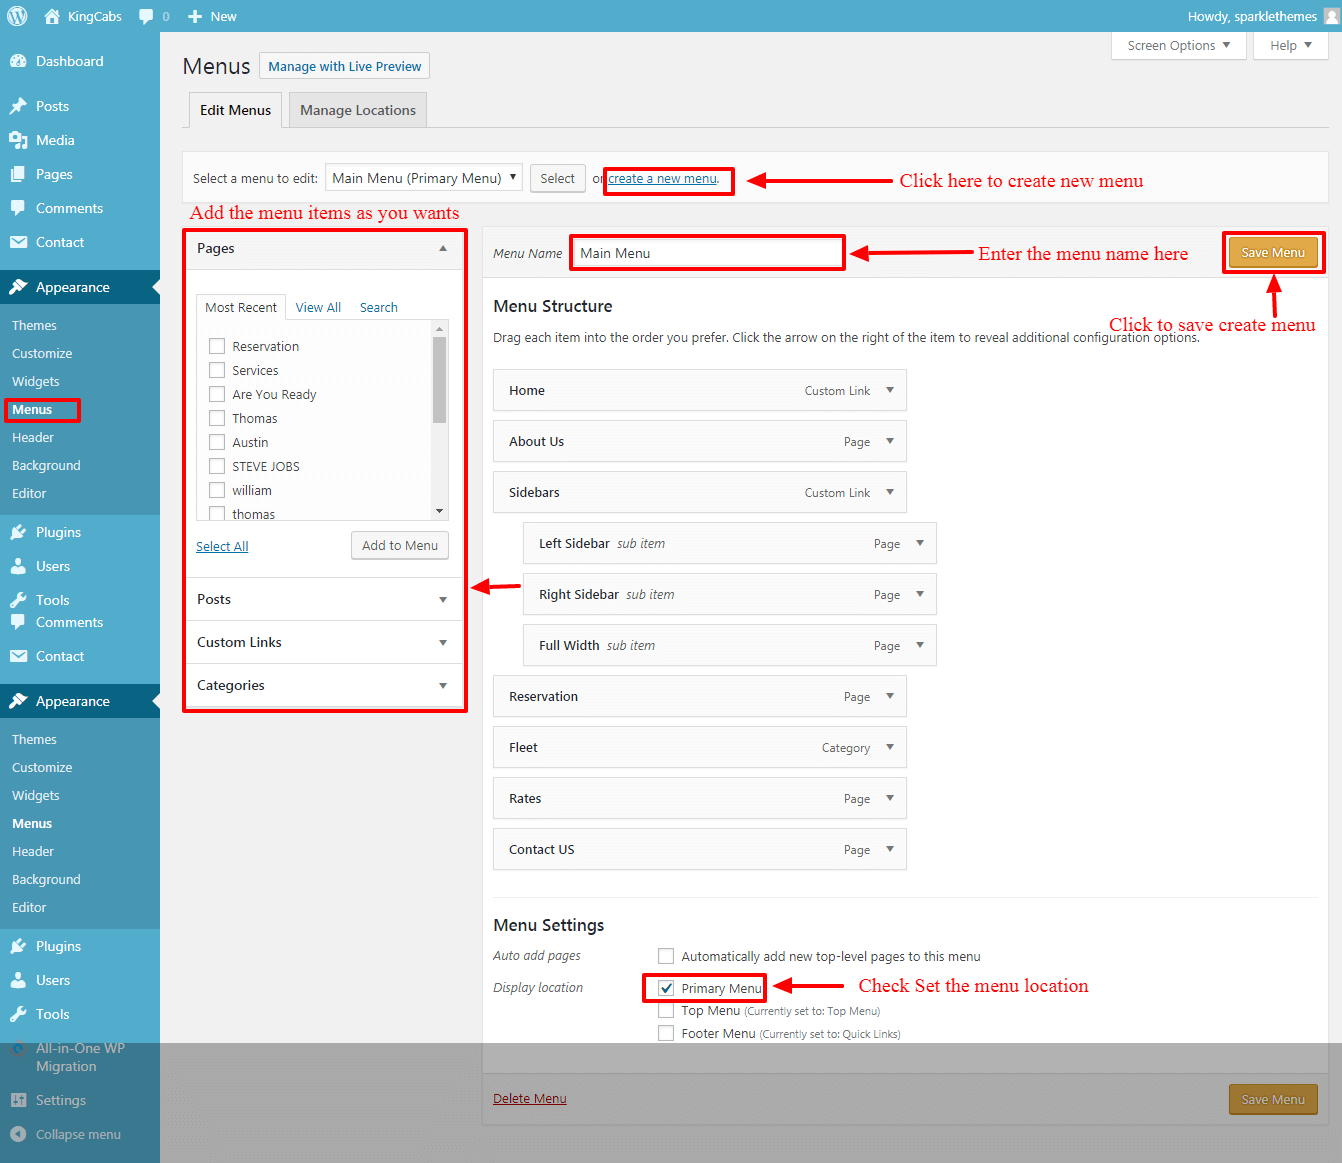 KingCabs 0 New Howdy, sparklethemes
Screen Options Help
Menus Manage with Live Preview
Edit Menus Manage Locations
Select a menu to edit: Main Menu (Primary Menu) Select or create a new menu. Click here to create new menu
Add the menu items as you wants
Dashboard
Posts
Media
Pages
Comments
Contact
Appearance
Themes
Customize
Widgets
Menus
Header
Background
Editor
Plugins
Users
Tools
Comments
Contact
Appearance
Themes
Customize
Widgets
Menus
Header
Background
Editor
Plugins
Users
Tools
All-in-One WP
Migration
Settings
Collapse menu
Pages
Most Recent View All Search
Reservation
Services
Are You Ready
Thomas
Austin
STEVE JOBS
william
thomas
Select All Add to Menu
Posts
Custom Links
Categories
Menu Name Main Menu Enter the menu name here Save Menu
Menu Structure
Click to save create menu
Drag each item into the order you prefer. Click the arrow on the right of the item to reveal additional configuration options.
Home Custom Link
About Us Page
Sidebars Custom Link
Left Sidebar sub item Page
Right Sidebar sub item Page
Full Width sub item Page
Reservation Page
Fleet Category
Rates Page
Contact US Page
Menu Settings
Auto add pages Automatically add new top-level pages to this menu
Display location Primary Menu Check Set the menu location
Top Menu (Currently set to: Top Menu)
Footer Menu (Currently set to: Quick Links)
Delete Menu Save Menu